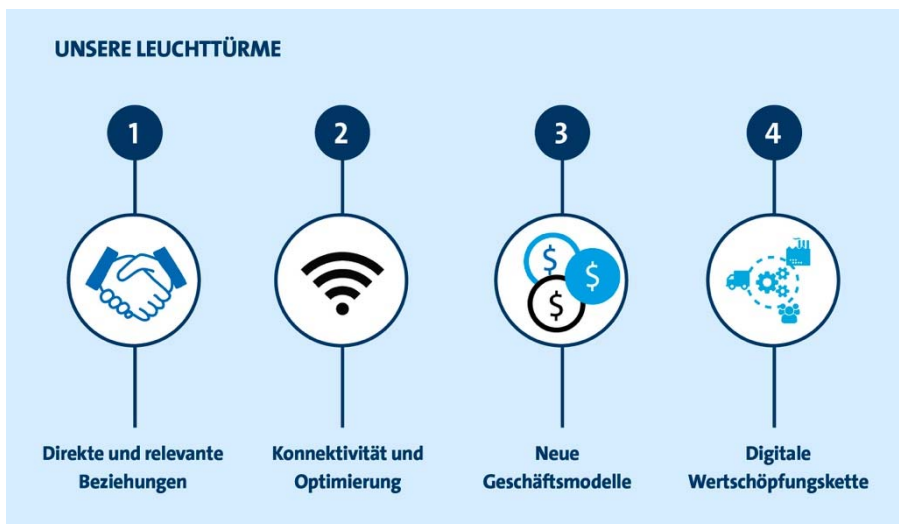 UNSERE LEUCHTTÜRME
1
2
3
4
$
$
$
Direkte und relevante
Beziehungen
Konnektivität und
Optimierung
Neue
Geschäftsmodelle
Digitale
Wertschöpfungskette